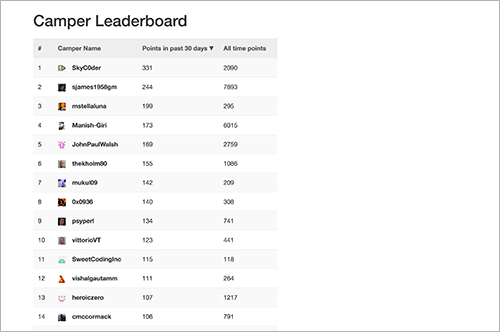 Camper Leaderboard
# Camper Name Points in past 30 days ▼ All time points
1 SkyC0der 331 2090
2 sjames1958gm 244 7893
3 mstellaluna 199 295
4 Manish-Giri 173 6015
5 JohnPaulWalsh 169 2759
6 thekholm80 155 1086
7 mukul09 142 209
8 0x0936 140 308
9 psyperl 134 741
10 vittorioVT 123 441
11 SweetCodingInc 115 118
12 vishalgautamm 111 264
13 heroiczero 107 1217
14 cmccormack 106 791